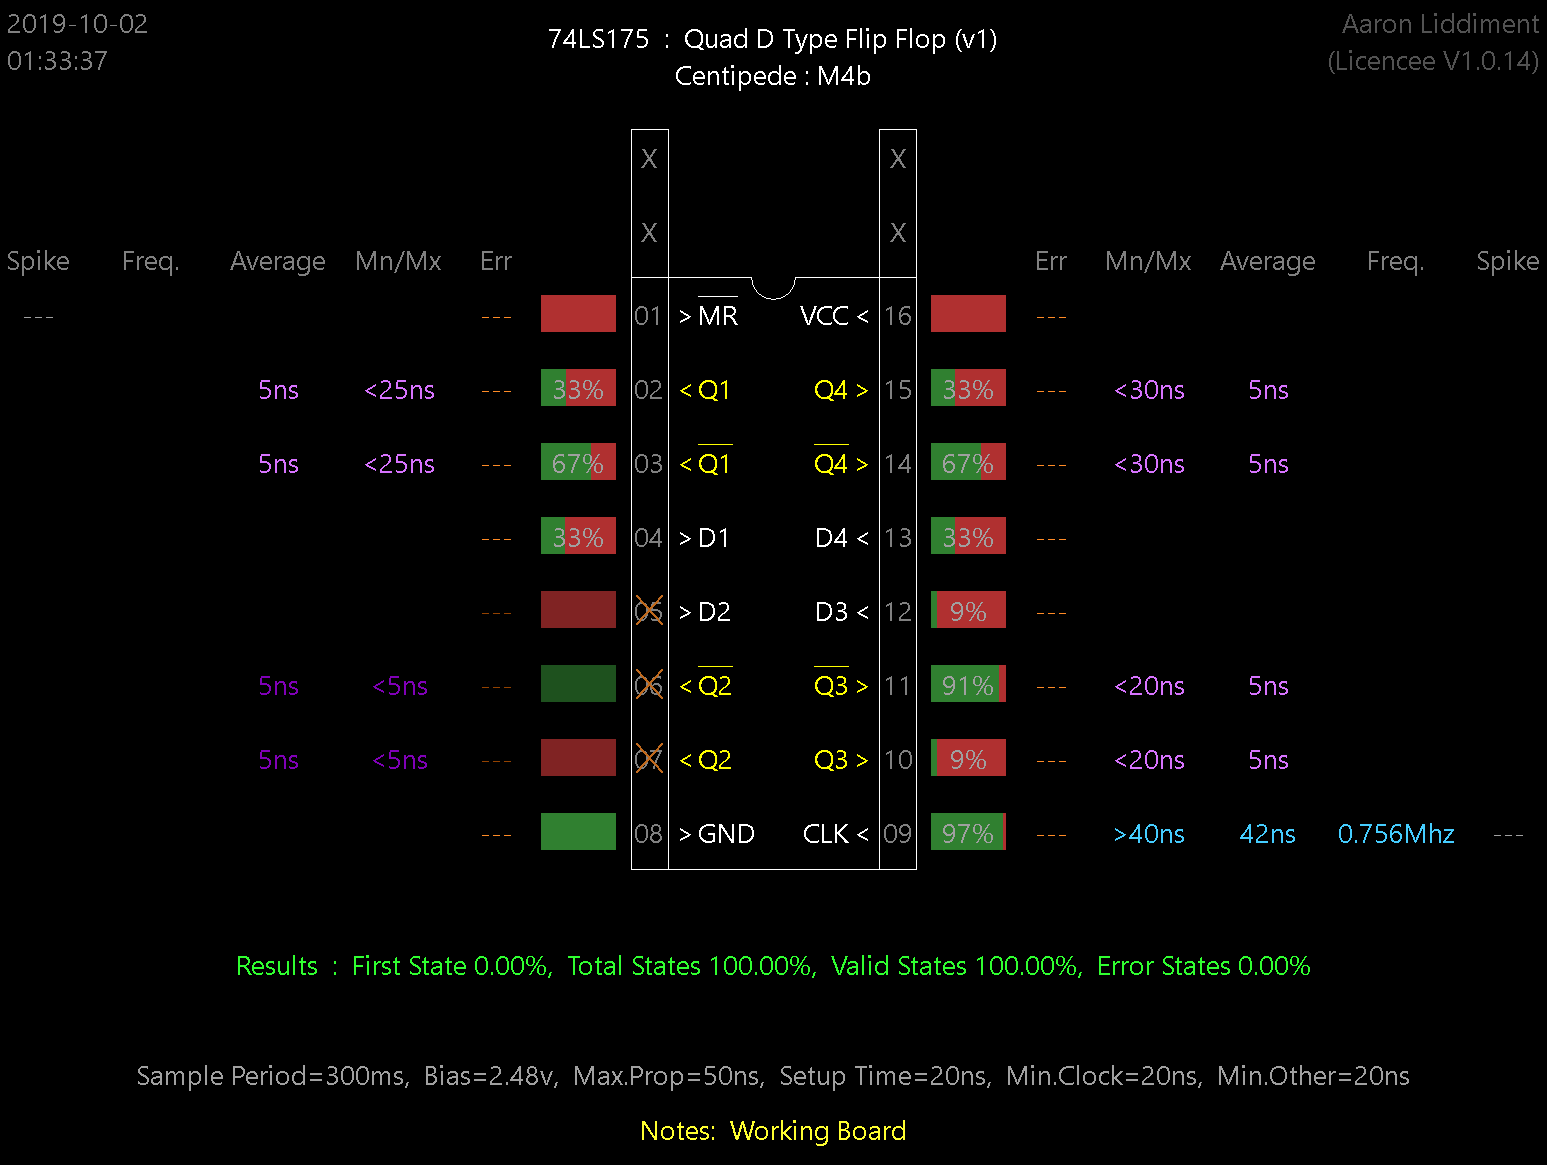 2019-10-02
01:33:37
74LS175 : Quad D Type Flip Flop (v1)
Centipede : M4b
Aaron Liddiment
(Licencee V1.0.14)
X X
X X
Spike Freq. Average Mn/Mx Err Err Mn/Mx Average Freq. Spike
--- --- 01 > MR VCC < 16 ---
5ns <25ns --- 33% 02 < Q1 Q4 > 15 33% --- <30ns 5ns
5ns <25ns --- 67% 03 < Q1 Q4 > 14 67% --- <30ns 5ns
--- 33% 04 > D1 D4 < 13 33% ---
--- 05 > D2 D3 < 12 9% ---
5ns <5ns --- 06 < Q2 Q3 > 11 91% --- <20ns 5ns
5ns <5ns --- 07 < Q2 Q3 > 10 9% --- <20ns 5ns
--- 08 > GND CLK < 09 97% --- >40ns 42ns 0.756Mhz ---
Results : First State 0.00%, Total States 100.00%, Valid States 100.00%, Error States 0.00%
Sample Period=300ms, Bias=2.48v, Max.Prop=50ns, Setup Time=20ns, Min.Clock=20ns, Min.Other=20ns
Notes: Working Board